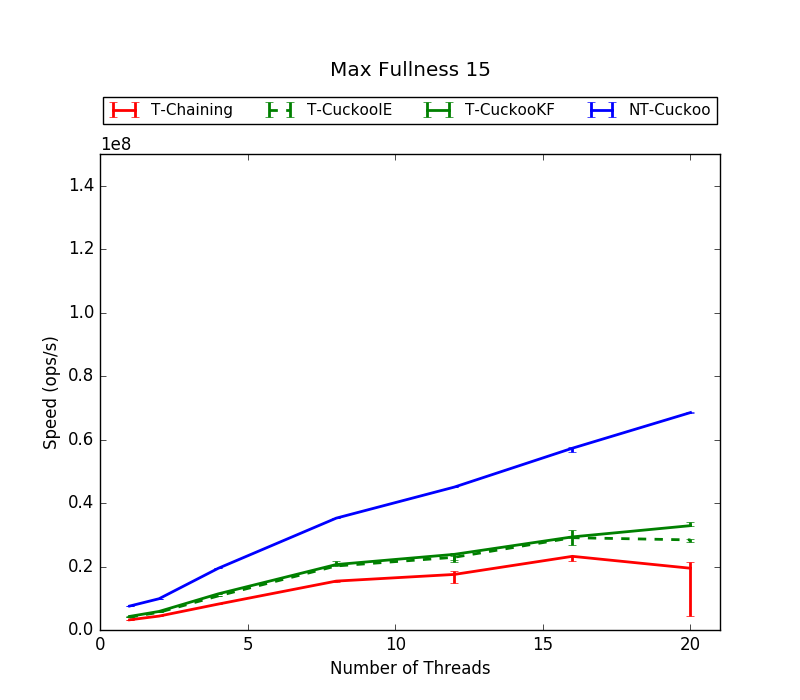 Max Fullness 15
T-Chaining T-CuckooIE T-CuckooKF NT-Cuckoo
1e8
1.4
1.2
1.0
0.8
0.6
0.4
0.2
0.0
Speed (ops/s)
0 5 10 15 20
Number of Threads